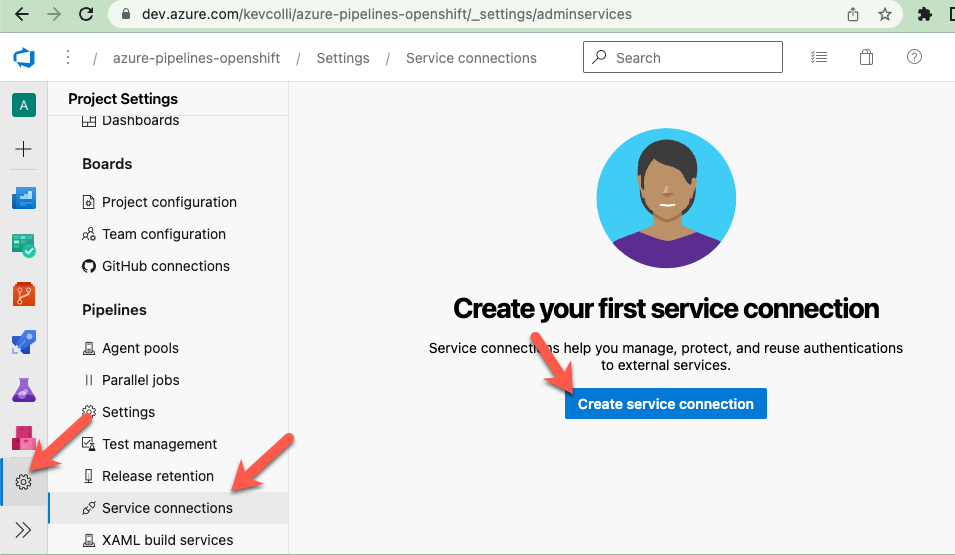 dev.azure.com/kevcolli/azure-pipelines-openshift/_settings/adminservices
/ azure-pipelines-openshift / Settings / Service connections
Search
A
Project Settings
Dashboards
Boards
Project configuration
Team configuration
GitHub connections
Pipelines
Agent pools
Parallel jobs
Settings
Test management
Release retention
Service connections
XAML build services
Create your first service connection
Service connections help you manage, protect, and reuse authentications
to external services.
Create service connection